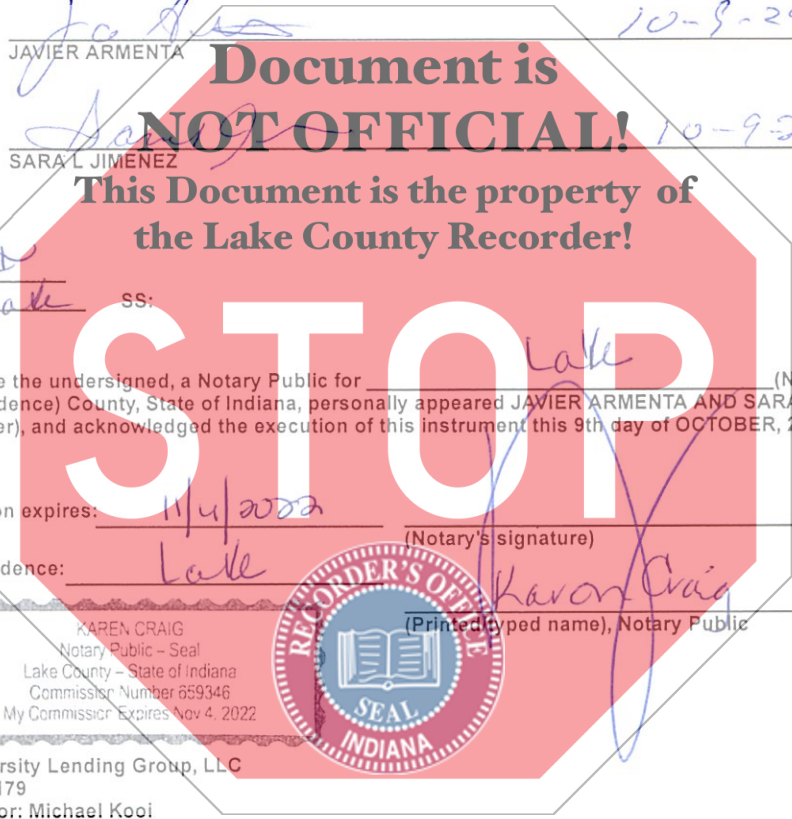 10-9-20
JAVIER ARMENTA
Document is
NOT OFFICIAL!
10-9-2
SARA L JIMENEZ
This Document is the property of
the Lake County Recorder!
ake SS:
STOP
e the undersigned, a Notary Public for Lake (N
dence) County, State of Indiana, personally appeared JAVIER ARMENTA AND SARA
er), and acknowledged the execution of this instrument this 9th day of OCTOBER, 2
on expires: 11/4/2022
(Notary's signature)
dence: Lake
Karen Craig
(Printed/typed name), Notary Public
RECORDER'S OFFICE
SEAL
INDIANA
KAREN CRAIG
Notary Public – Seal
Lake County – State of Indiana
Commission Number 659346
My Commission Expires Nov 4, 2022
rsity Lending Group, LLC
179
or: Michael Kooi